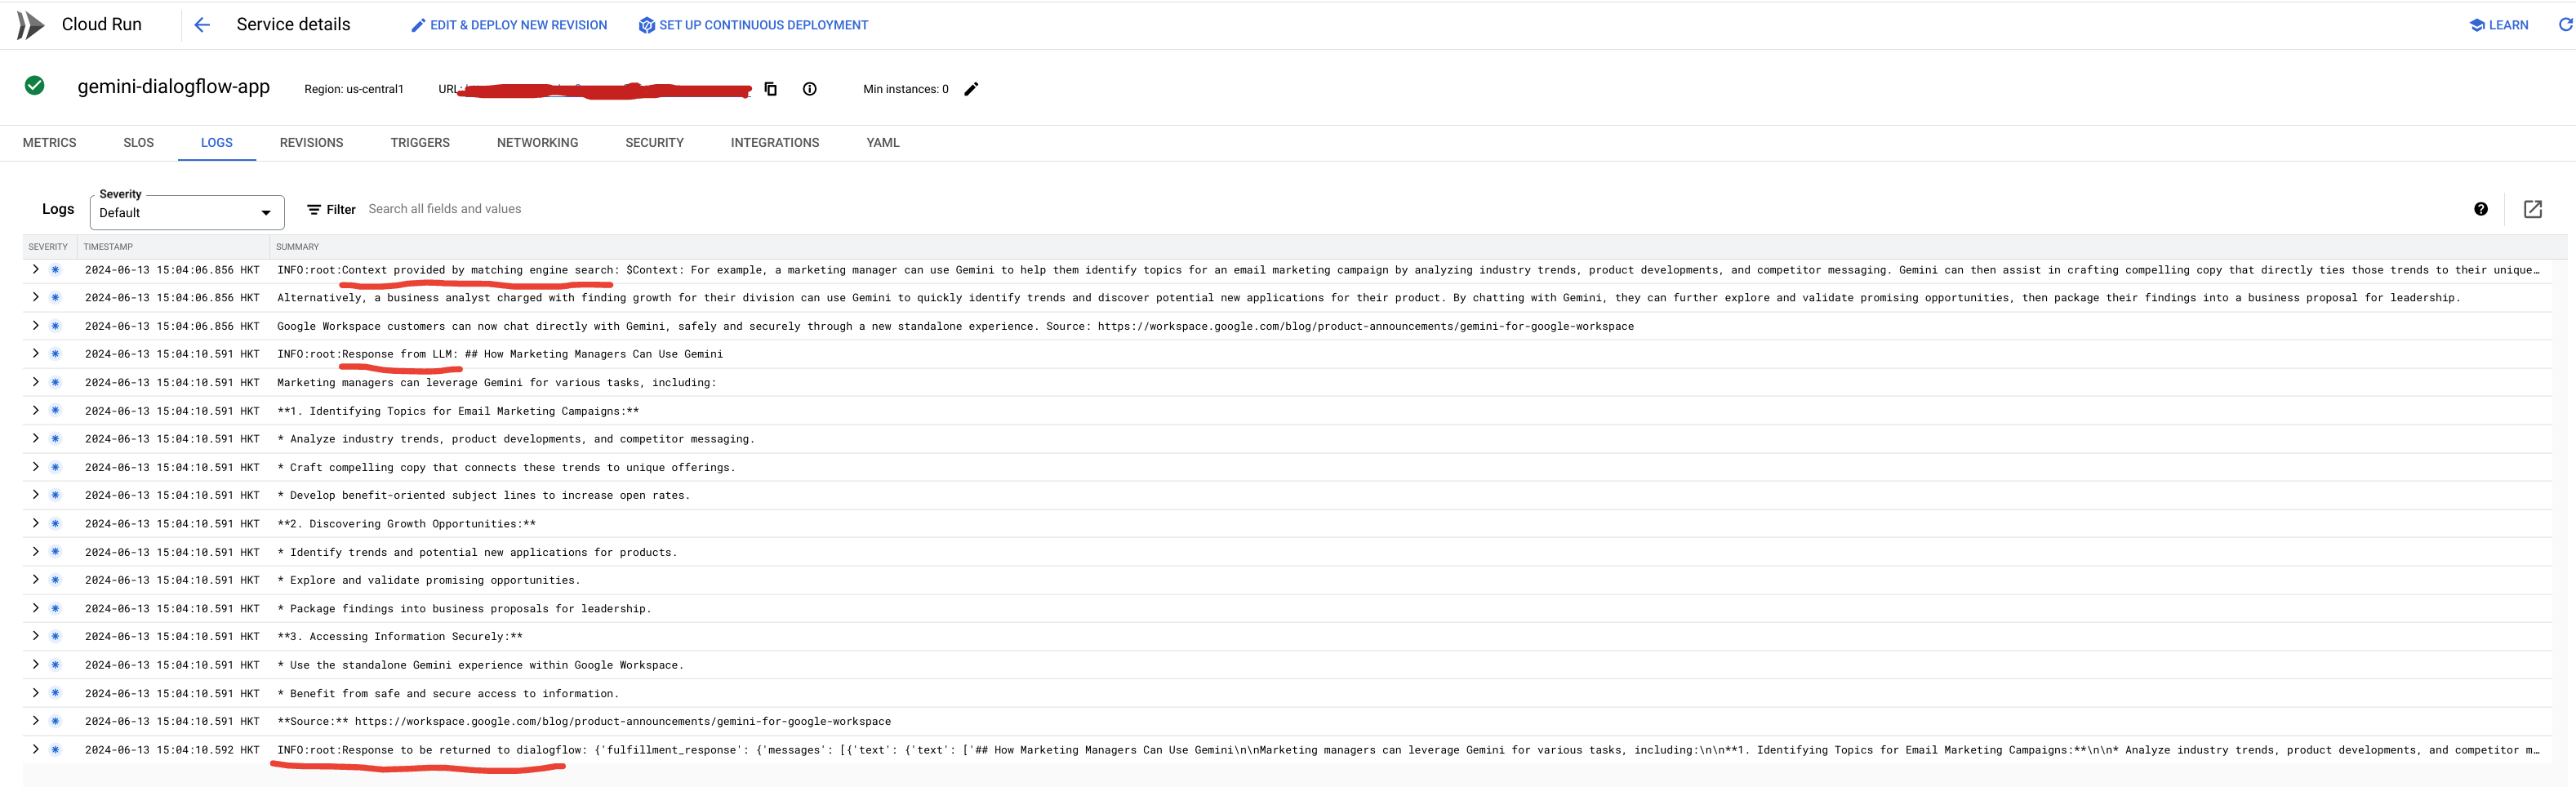 Cloud Run Service details EDIT & DEPLOY NEW REVISION SET UP CONTINUOUS DEPLOYMENT LEARN
gemini-dialogflow-app Region: us-central1 URL: Min instances: 0
METRICS SLOS LOGS REVISIONS TRIGGERS NETWORKING SECURITY INTEGRATIONS YAML
Severity
Logs Default Filter Search all fields and values
SEVERITY TIMESTAMP SUMMARY
2024-06-13 15:04:06.856 HKT INFO:root:Context provided by matching engine search: $Context: For example, a marketing manager can use Gemini to help them identify topics for an email marketing campaign by analyzing industry trends, product developments, and competitor messaging. Gemini can then assist in crafting compelling copy that directly ties those trends to their unique…
2024-06-13 15:04:06.856 HKT Alternatively, a business analyst charged with finding growth for their division can use Gemini to quickly identify trends and discover potential new applications for their product. By chatting with Gemini, they can further explore and validate promising opportunities, then package their findings into a business proposal for leadership.
2024-06-13 15:04:06.856 HKT Google Workspace customers can now chat directly with Gemini, safely and securely through a new standalone experience. Source: https://workspace.google.com/blog/product-announcements/gemini-for-google-workspace
2024-06-13 15:04:10.591 HKT INFO:root:Response from LLM: ## How Marketing Managers Can Use Gemini
2024-06-13 15:04:10.591 HKT Marketing managers can leverage Gemini for various tasks, including:
2024-06-13 15:04:10.591 HKT **1. Identifying Topics for Email Marketing Campaigns:**
2024-06-13 15:04:10.591 HKT * Analyze industry trends, product developments, and competitor messaging.
2024-06-13 15:04:10.591 HKT * Craft compelling copy that connects these trends to unique offerings.
2024-06-13 15:04:10.591 HKT * Develop benefit-oriented subject lines to increase open rates.
2024-06-13 15:04:10.591 HKT **2. Discovering Growth Opportunities:**
2024-06-13 15:04:10.591 HKT * Identify trends and potential new applications for products.
2024-06-13 15:04:10.591 HKT * Explore and validate promising opportunities.
2024-06-13 15:04:10.591 HKT * Package findings into business proposals for leadership.
2024-06-13 15:04:10.591 HKT **3. Accessing Information Securely:**
2024-06-13 15:04:10.591 HKT * Use the standalone Gemini experience within Google Workspace.
2024-06-13 15:04:10.591 HKT * Benefit from safe and secure access to information.
2024-06-13 15:04:10.591 HKT **Source:** https://workspace.google.com/blog/product-announcements/gemini-for-google-workspace
2024-06-13 15:04:10.592 HKT INFO:root:Response to be returned to dialogflow: {'fulfillment_response': {'messages': [{'text': {'text': ['## How Marketing Managers Can Use Gemini\n\nMarketing managers can leverage Gemini for various tasks, including:\n\n**1. Identifying Topics for Email Marketing Campaigns:**\n\n* Analyze industry trends, product developments, and competitor m…